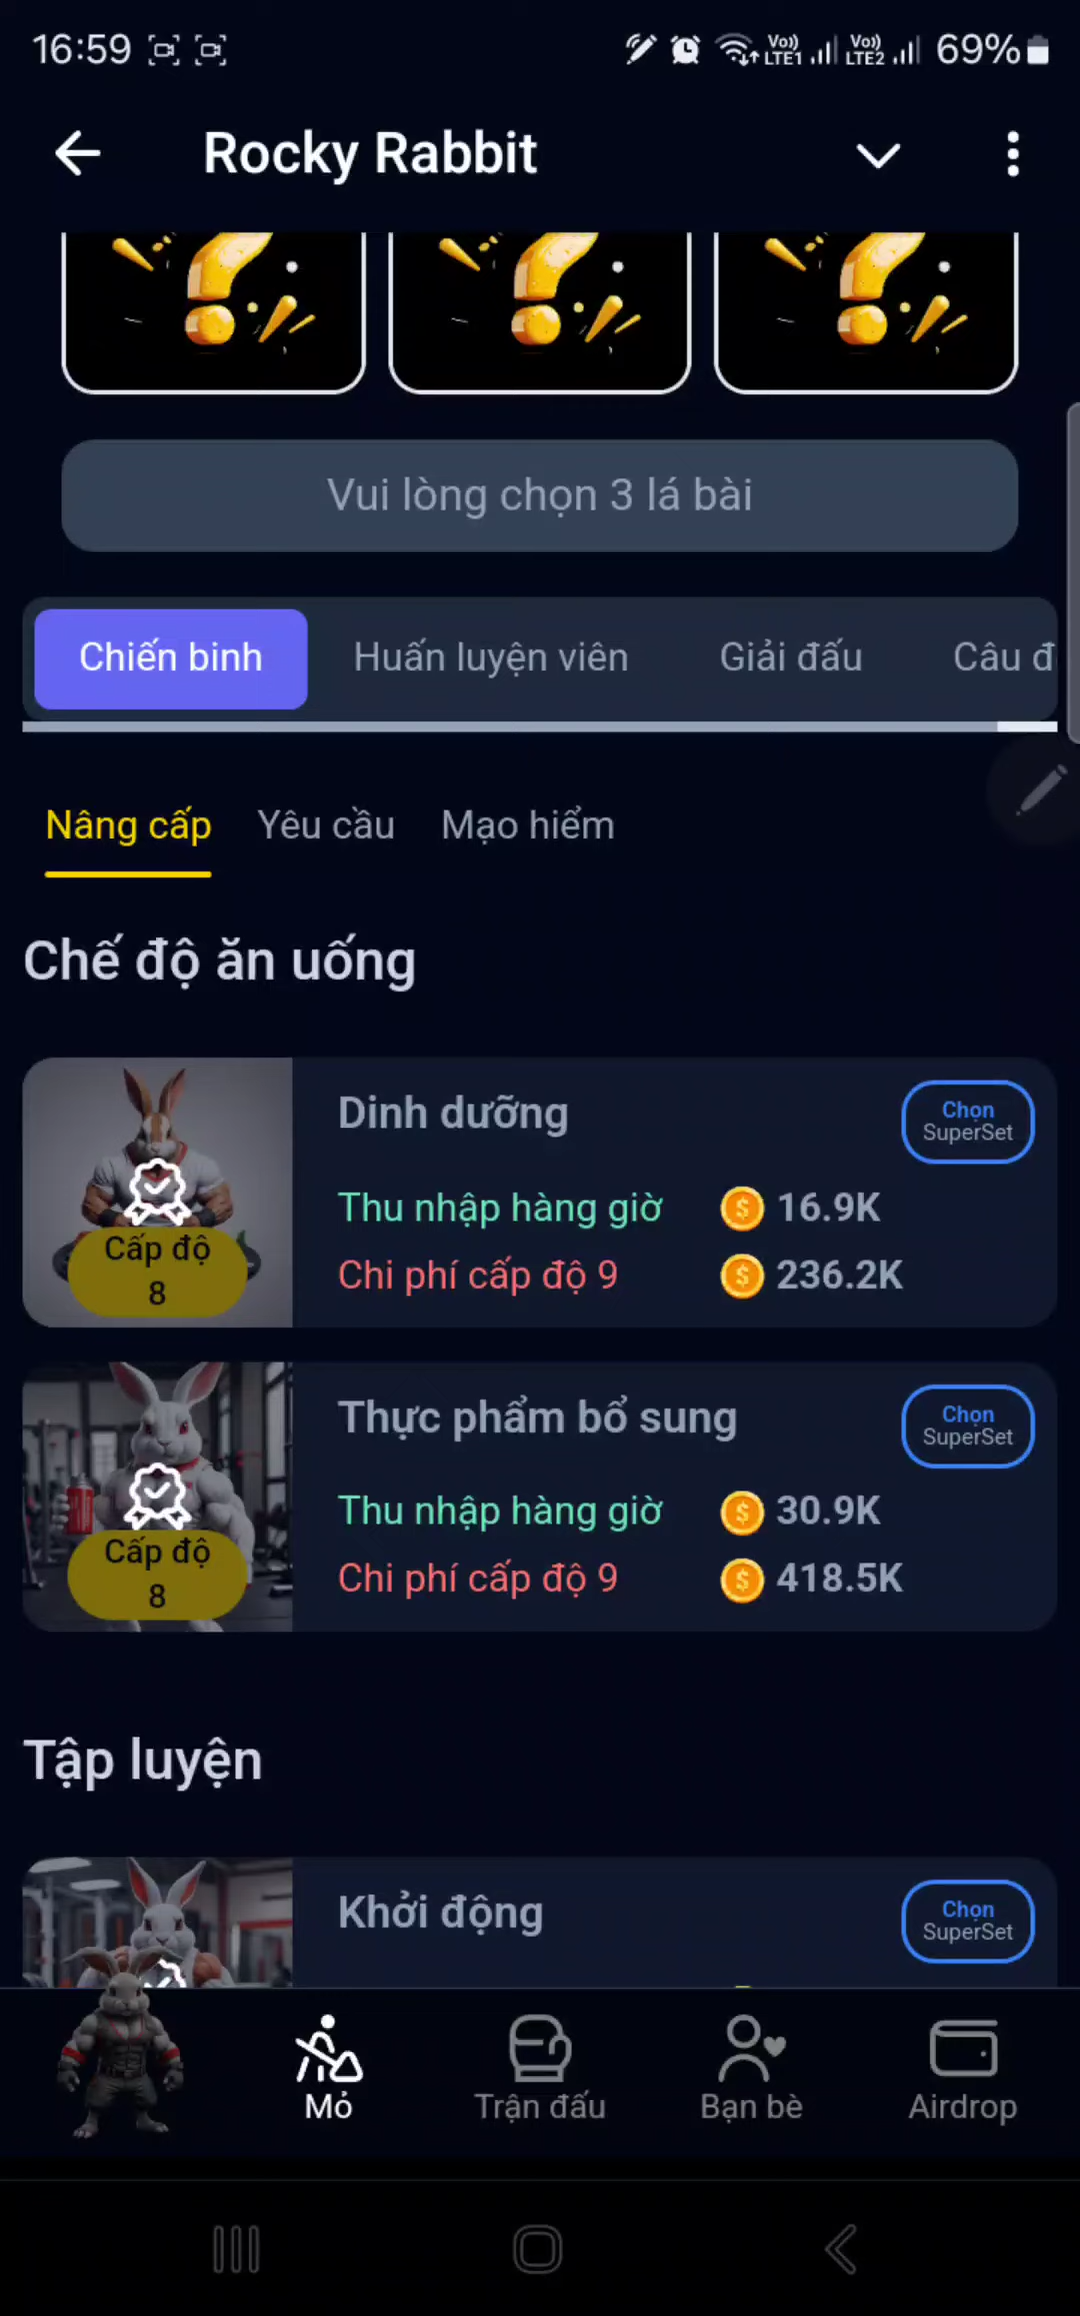 16:59
Vo)) LTE1
Vo)) LTE2
69%
Rocky Rabbit
Vui lòng chọn 3 lá bài
Chiến binh
Huấn luyện viên
Giải đấu
Câu đ
Nâng cấp
Yêu cầu
Mạo hiểm
Chế độ ăn uống
Dinh dưỡng
Chọn
SuperSet
Thu nhập hàng giờ
16.9K
Chi phí cấp độ 9
236.2K
Cấp độ
8
Thực phẩm bổ sung
Chọn
SuperSet
Thu nhập hàng giờ
30.9K
Chi phí cấp độ 9
418.5K
Cấp độ
8
Tập luyện
Khởi động
Chọn
SuperSet
Mỏ
Trận đấu
Bạn bè
Airdrop